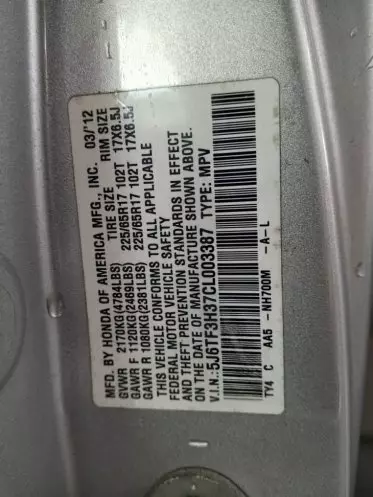 MFD. BY HONDA OF AMERICA MFG., INC. 03/'12
TIRE SIZE RIM SIZE
GVWR 2170KG(4784LBS)
GAWR F 1120KG(2469LBS) 225/65R17 102T 17X6.5J
GAWR R 1080KG(2381LBS) 225/65R17 102T 17X6.5J
THIS VEHICLE CONFORMS TO ALL APPLICABLE
FEDERAL MOTOR VEHICLE SAFETY
AND THEFT PREVENTION STANDARDS IN EFFECT
ON THE DATE OF MANUFACTURE SHOWN ABOVE.
V.I.N.: 5J6TF3H37CL003387 TYPE: MPV
TY4 C AA5 -NH700M -A-L